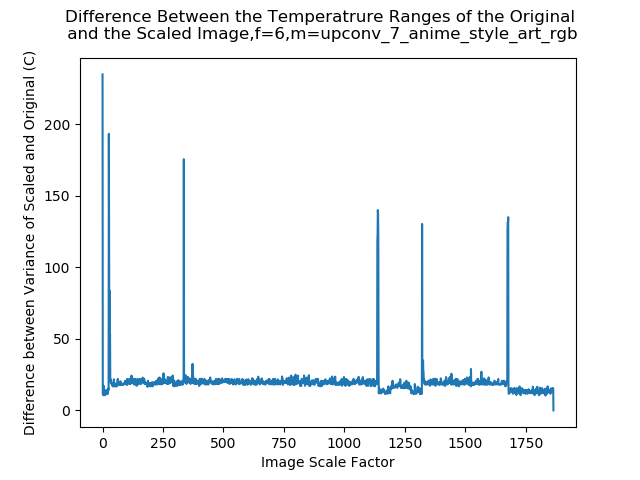 Difference Between the Temperatrure Ranges of the Original
and the Scaled Image,f=6,m=upconv_7_anime_style_art_rgb
Difference between Variance of Scaled and Original (C)
200
150
100
50
0
0 250 500 750 1000 1250 1500 1750
Image Scale Factor